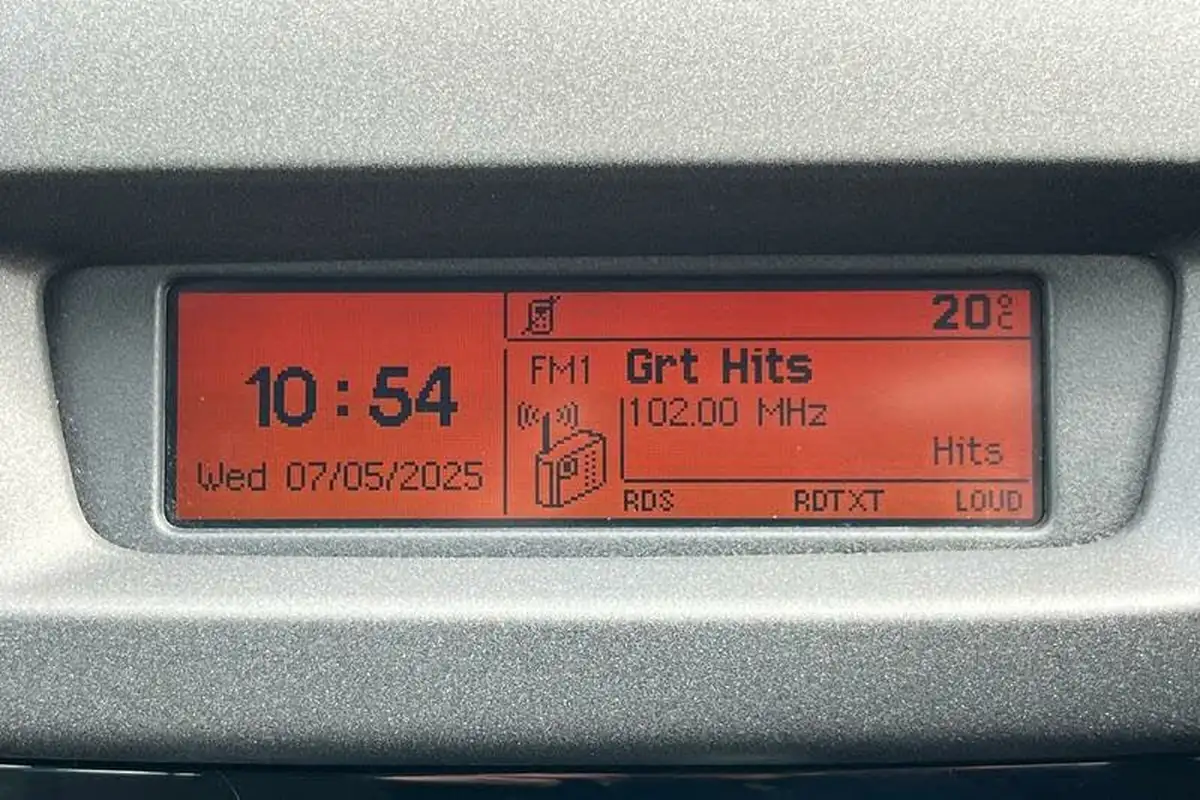 10:54
Wed 07/05/2025
20°C
FM1 Grt Hits
102.00 MHz
Hits
RDS RDTXT LOUD